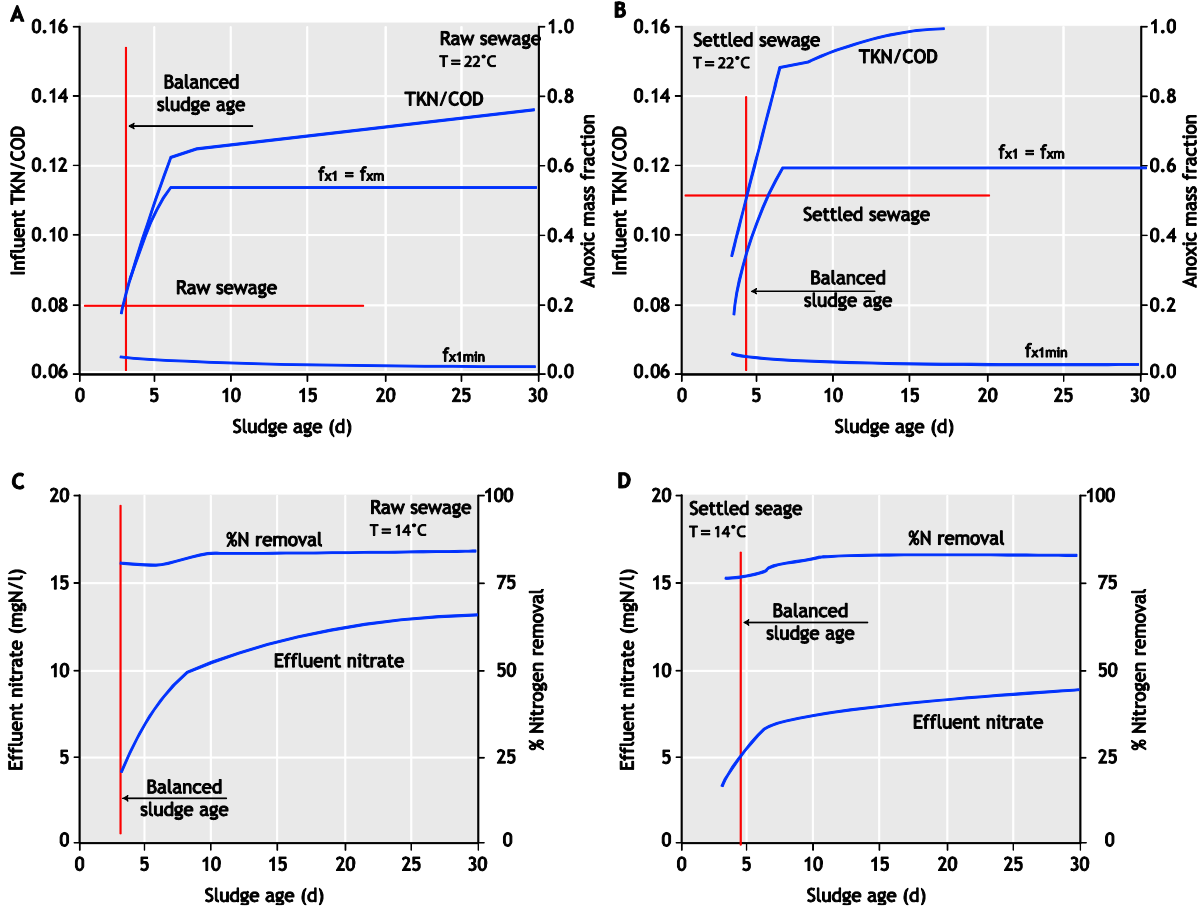 A
0.16
0.14
0.12
0.10
0.08
0.06
Influent TKN/COD
Raw sewage
T = 22°C
Balanced
sludge age
TKN/COD
fx1 = fxm
Raw sewage
fx1min
1.0
0.8
0.6
0.4
0.2
0.0
Anoxic mass fraction
0 5 10 15 20 25 30
Sludge age (d)
B
0.16
0.14
0.12
0.10
0.08
0.06
Influent TKN/COD
Settled sewage
T = 22°C
TKN/COD
fx1 = fxm
Settled sewage
Balanced
sludge age
fx1min
1.0
0.8
0.6
0.4
0.2
0.0
Anoxic mass fraction
0 5 10 15 20 25 30
Sludge age (d)
C
20
15
10
5
0
Effluent nitrate (mgN/l)
Raw sewage
T = 14°C
%N removal
Effluent nitrate
Balanced
sludge age
100
75
50
25
0
% Nitrogen removal
0 5 10 15 20 25 30
Sludge age (d)
D
20
15
10
5
0
Effluent nitrate (mgN/l)
Settled seage
T = 14°C
%N removal
Balanced
sludge age
Effluent nitrate
100
75
50
25
0
% Nitrogen removal
0 5 10 15 20 25 30
Sludge age (d)